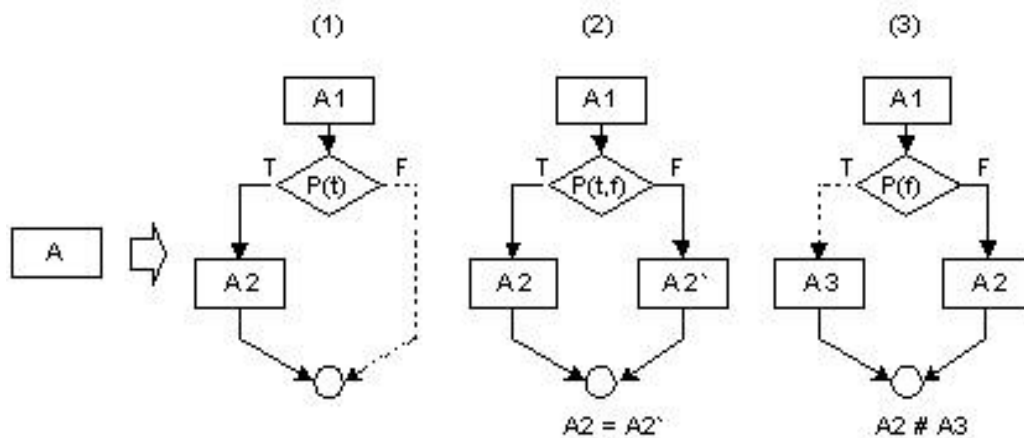 (1) (2) (3)
A1 A1 A1
T F T F T F
P(t) P(t,f) P(f)
A
A2 A2 A2` A3 A2
A2 = A2` A2 # A3